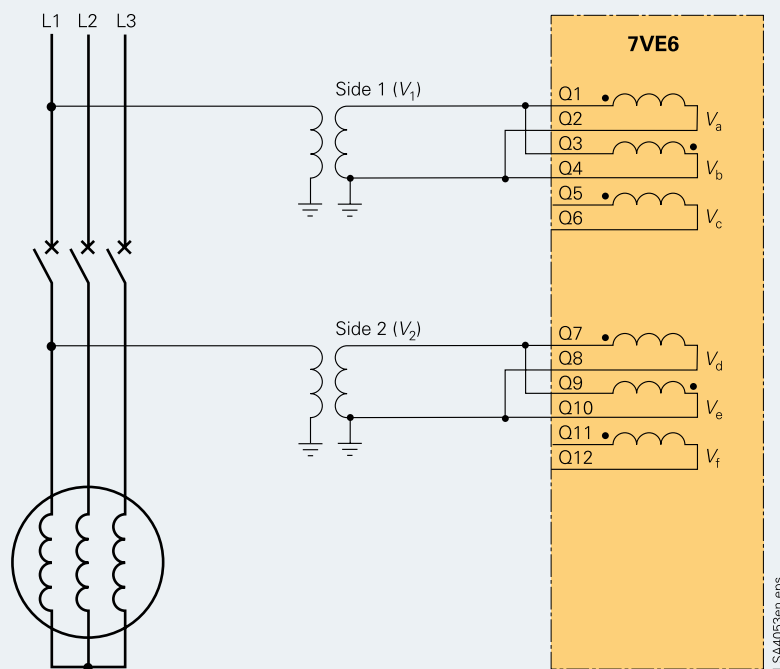 L1 L2 L3
7VE6
Side 1 (V1)
Q1
Q2
Va
Q3
Q4
Vb
Q5
Q6
Vc
Side 2 (V2)
Q7
Q8
Vd
Q9
Q10
Ve
Q11
Q12
Vf